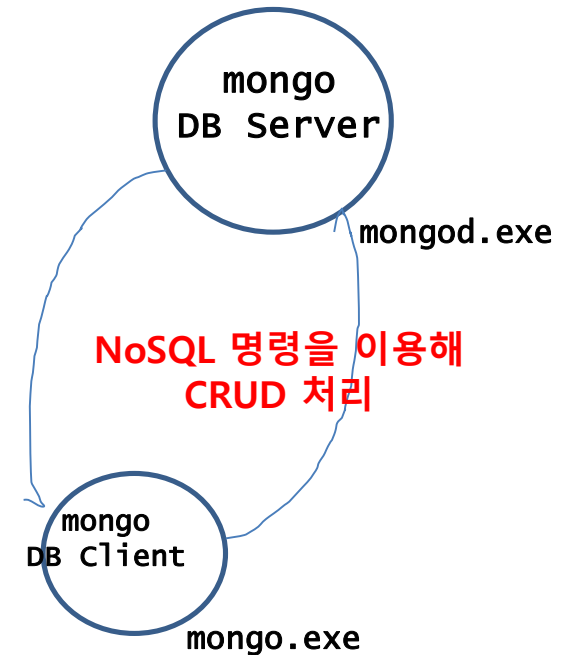 mongo
DB Server
mongod.exe
NoSQL 명령을 이용해
CRUD 처리
mongo
DB Client
mongo.exe